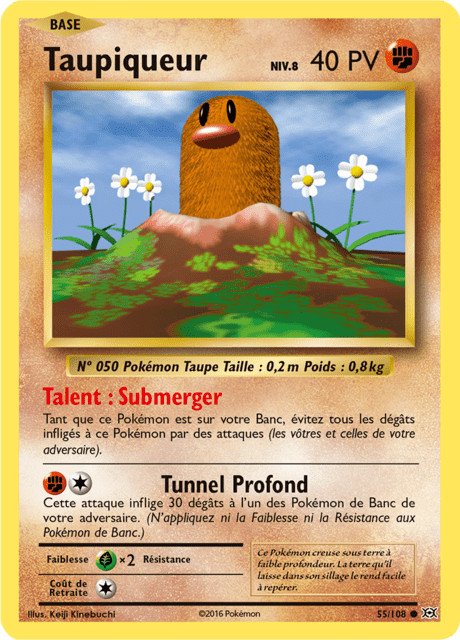 BASE
Taupiqueur NIV.8 40 PV
N° 050 Pokémon Taupe Taille : 0,2 m Poids : 0,8 kg
Talent : Submerger
Tant que ce Pokémon est sur votre Banc, évitez tous les dégâts
infligés à ce Pokémon par des attaques (les vôtres et celles de votre
adversaire).
Tunnel Profond
Cette attaque inflige 30 dégâts à l'un des Pokémon de Banc de
votre adversaire. (N'appliquez ni la Faiblesse ni la Résistance aux
Pokémon de Banc.)
Faiblesse ×2 Résistance
Coût de
Retraite
Ce Pokémon creuse sous terre à
faible profondeur. La terre qu'il
laisse dans son sillage le rend facile
à repérer.
Illus. Keiji Kinebuchi ©2016 Pokémon 55/108